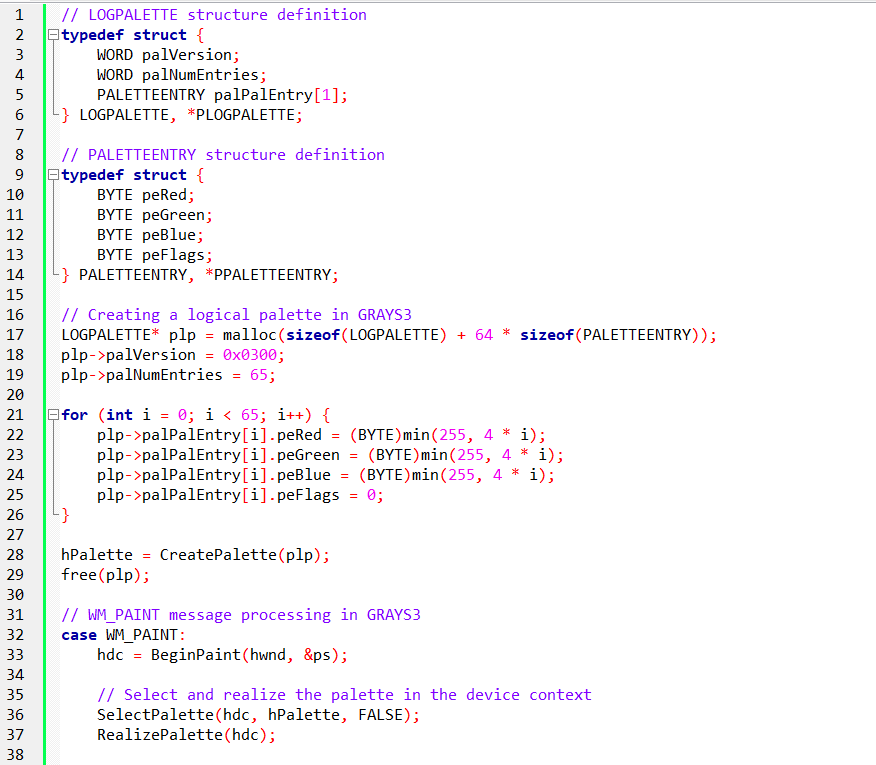 1 // LOGPALETTE structure definition
2 typedef struct {
3     WORD palVersion;
4     WORD palNumEntries;
5     PALETTEENTRY palPalEntry[1];
6 } LOGPALETTE, *PLOGPALETTE;
7
8 // PALETTEENTRY structure definition
9 typedef struct {
10     BYTE peRed;
11     BYTE peGreen;
12     BYTE peBlue;
13     BYTE peFlags;
14 } PALETTEENTRY, *PPALETTEENTRY;
15
16 // Creating a logical palette in GRAYS3
17 LOGPALETTE* plp = malloc(sizeof(LOGPALETTE) + 64 * sizeof(PALETTEENTRY));
18 plp->palVersion = 0x0300;
19 plp->palNumEntries = 65;
20
21 for (int i = 0; i < 65; i++) {
22     plp->palPalEntry[i].peRed = (BYTE)min(255, 4 * i);
23     plp->palPalEntry[i].peGreen = (BYTE)min(255, 4 * i);
24     plp->palPalEntry[i].peBlue = (BYTE)min(255, 4 * i);
25     plp->palPalEntry[i].peFlags = 0;
26 }
27
28 hPalette = CreatePalette(plp);
29 free(plp);
30
31 // WM_PAINT message processing in GRAYS3
32 case WM_PAINT:
33     hdc = BeginPaint(hwnd, &ps);
34
35     // Select and realize the palette in the device context
36     SelectPalette(hdc, hPalette, FALSE);
37     RealizePalette(hdc);
38